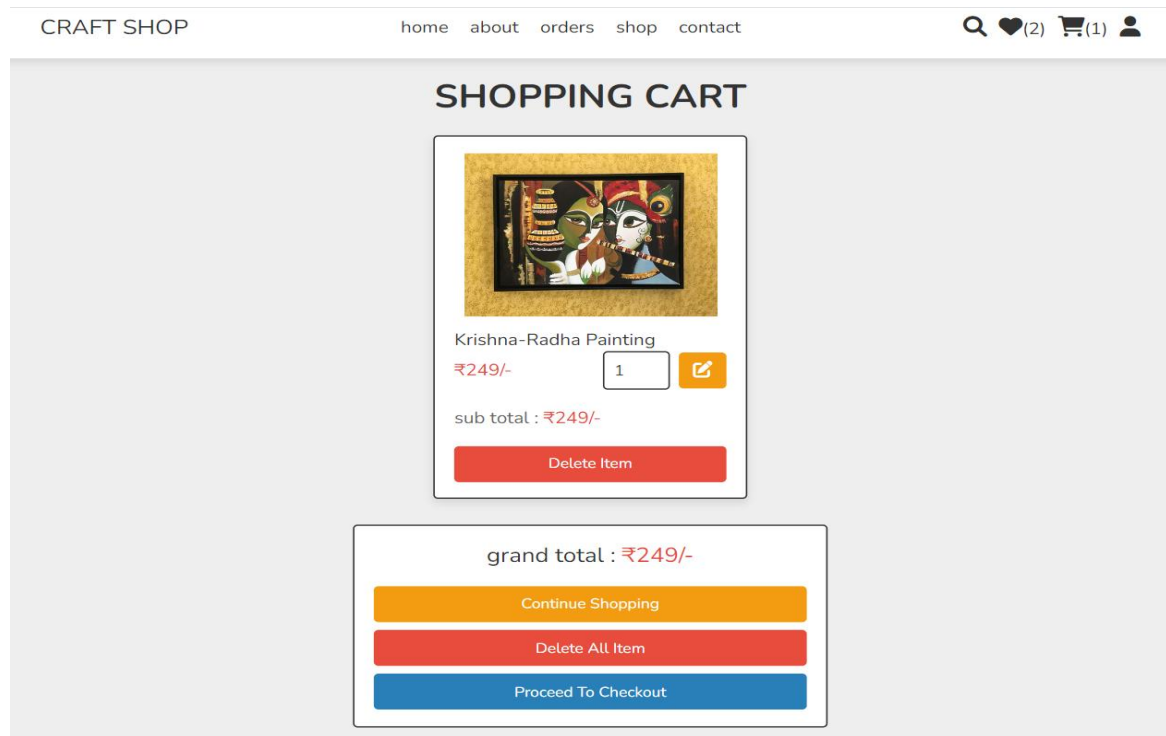 CRAFT SHOP home about orders shop contact (2) (1)
SHOPPING CART
Krishna-Radha Painting
₹249/- 1
sub total : ₹249/-
Delete Item
grand total : ₹249/-
Continue Shopping
Delete All Item
Proceed To Checkout